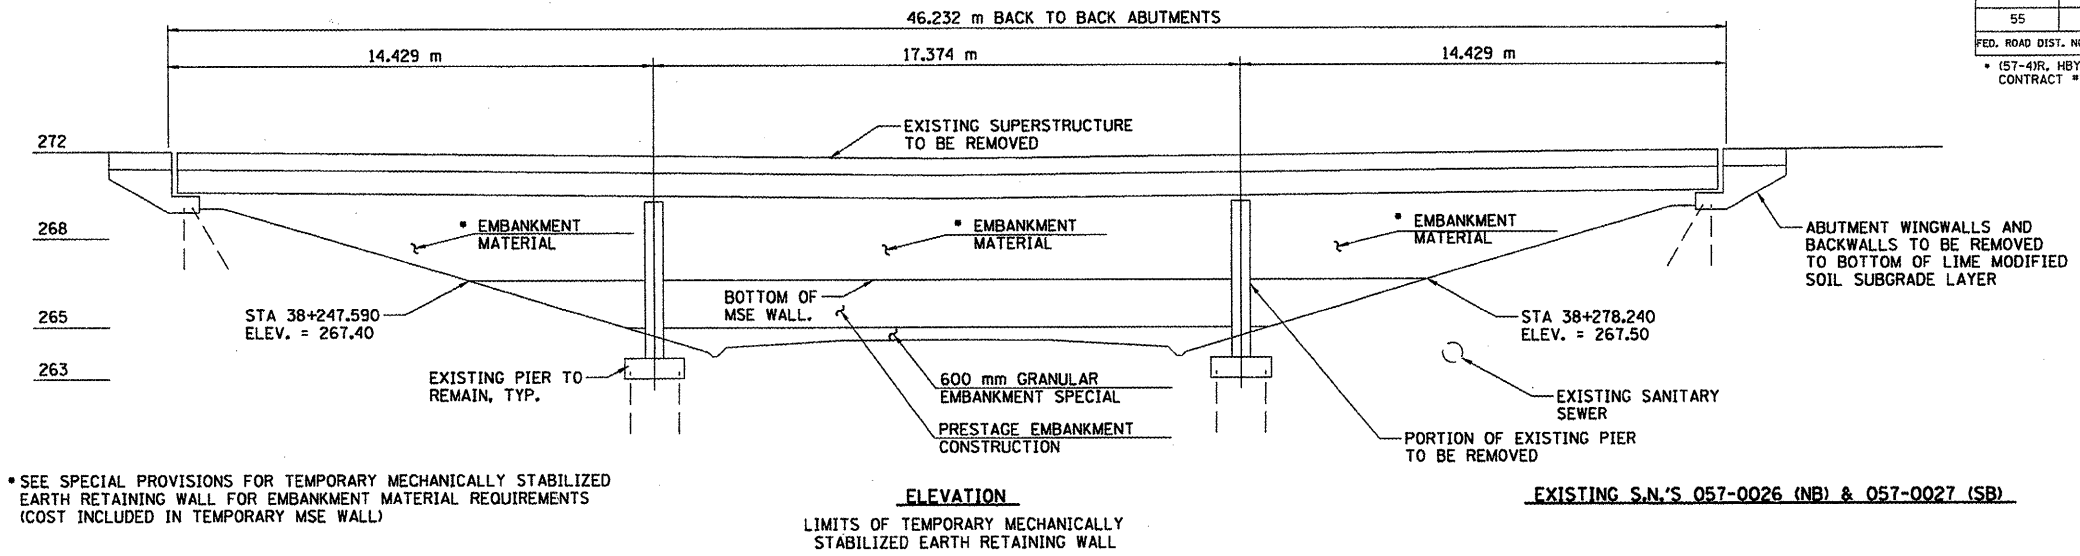 46.232 m BACK TO BACK ABUTMENTS
14.429 m
17.374 m
14.429 m
55
FED. ROAD DIST. NO
* (57-4)R, HBY
CONTRACT #
EXISTING SUPERSTRUCTURE
TO BE REMOVED
272
268
265
263
* EMBANKMENT
MATERIAL
* EMBANKMENT
MATERIAL
* EMBANKMENT
MATERIAL
ABUTMENT WINGWALLS AND
BACKWALLS TO BE REMOVED
TO BOTTOM OF LIME MODIFIED
SOIL SUBGRADE LAYER
STA 38+247.590
ELEV. = 267.40
BOTTOM OF
MSE WALL.
STA 38+278.240
ELEV. = 267.50
EXISTING PIER TO
REMAIN, TYP.
600 mm GRANULAR
EMBANKMENT SPECIAL
PRESTAGE EMBANKMENT
CONSTRUCTION
EXISTING SANITARY
SEWER
PORTION OF EXISTING PIER
TO BE REMOVED
* SEE SPECIAL PROVISIONS FOR TEMPORARY MECHANICALLY STABILIZED
EARTH RETAINING WALL FOR EMBANKMENT MATERIAL REQUIREMENTS
(COST INCLUDED IN TEMPORARY MSE WALL)
ELEVATION
LIMITS OF TEMPORARY MECHANICALLY
STABILIZED EARTH RETAINING WALL
EXISTING S.N.'S 057-0026 (NB) & 057-0027 (SB)